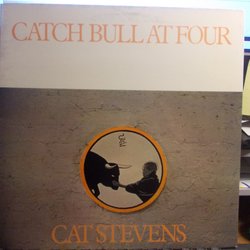 CATCH BULL AT FOUR
CAT STEVENS